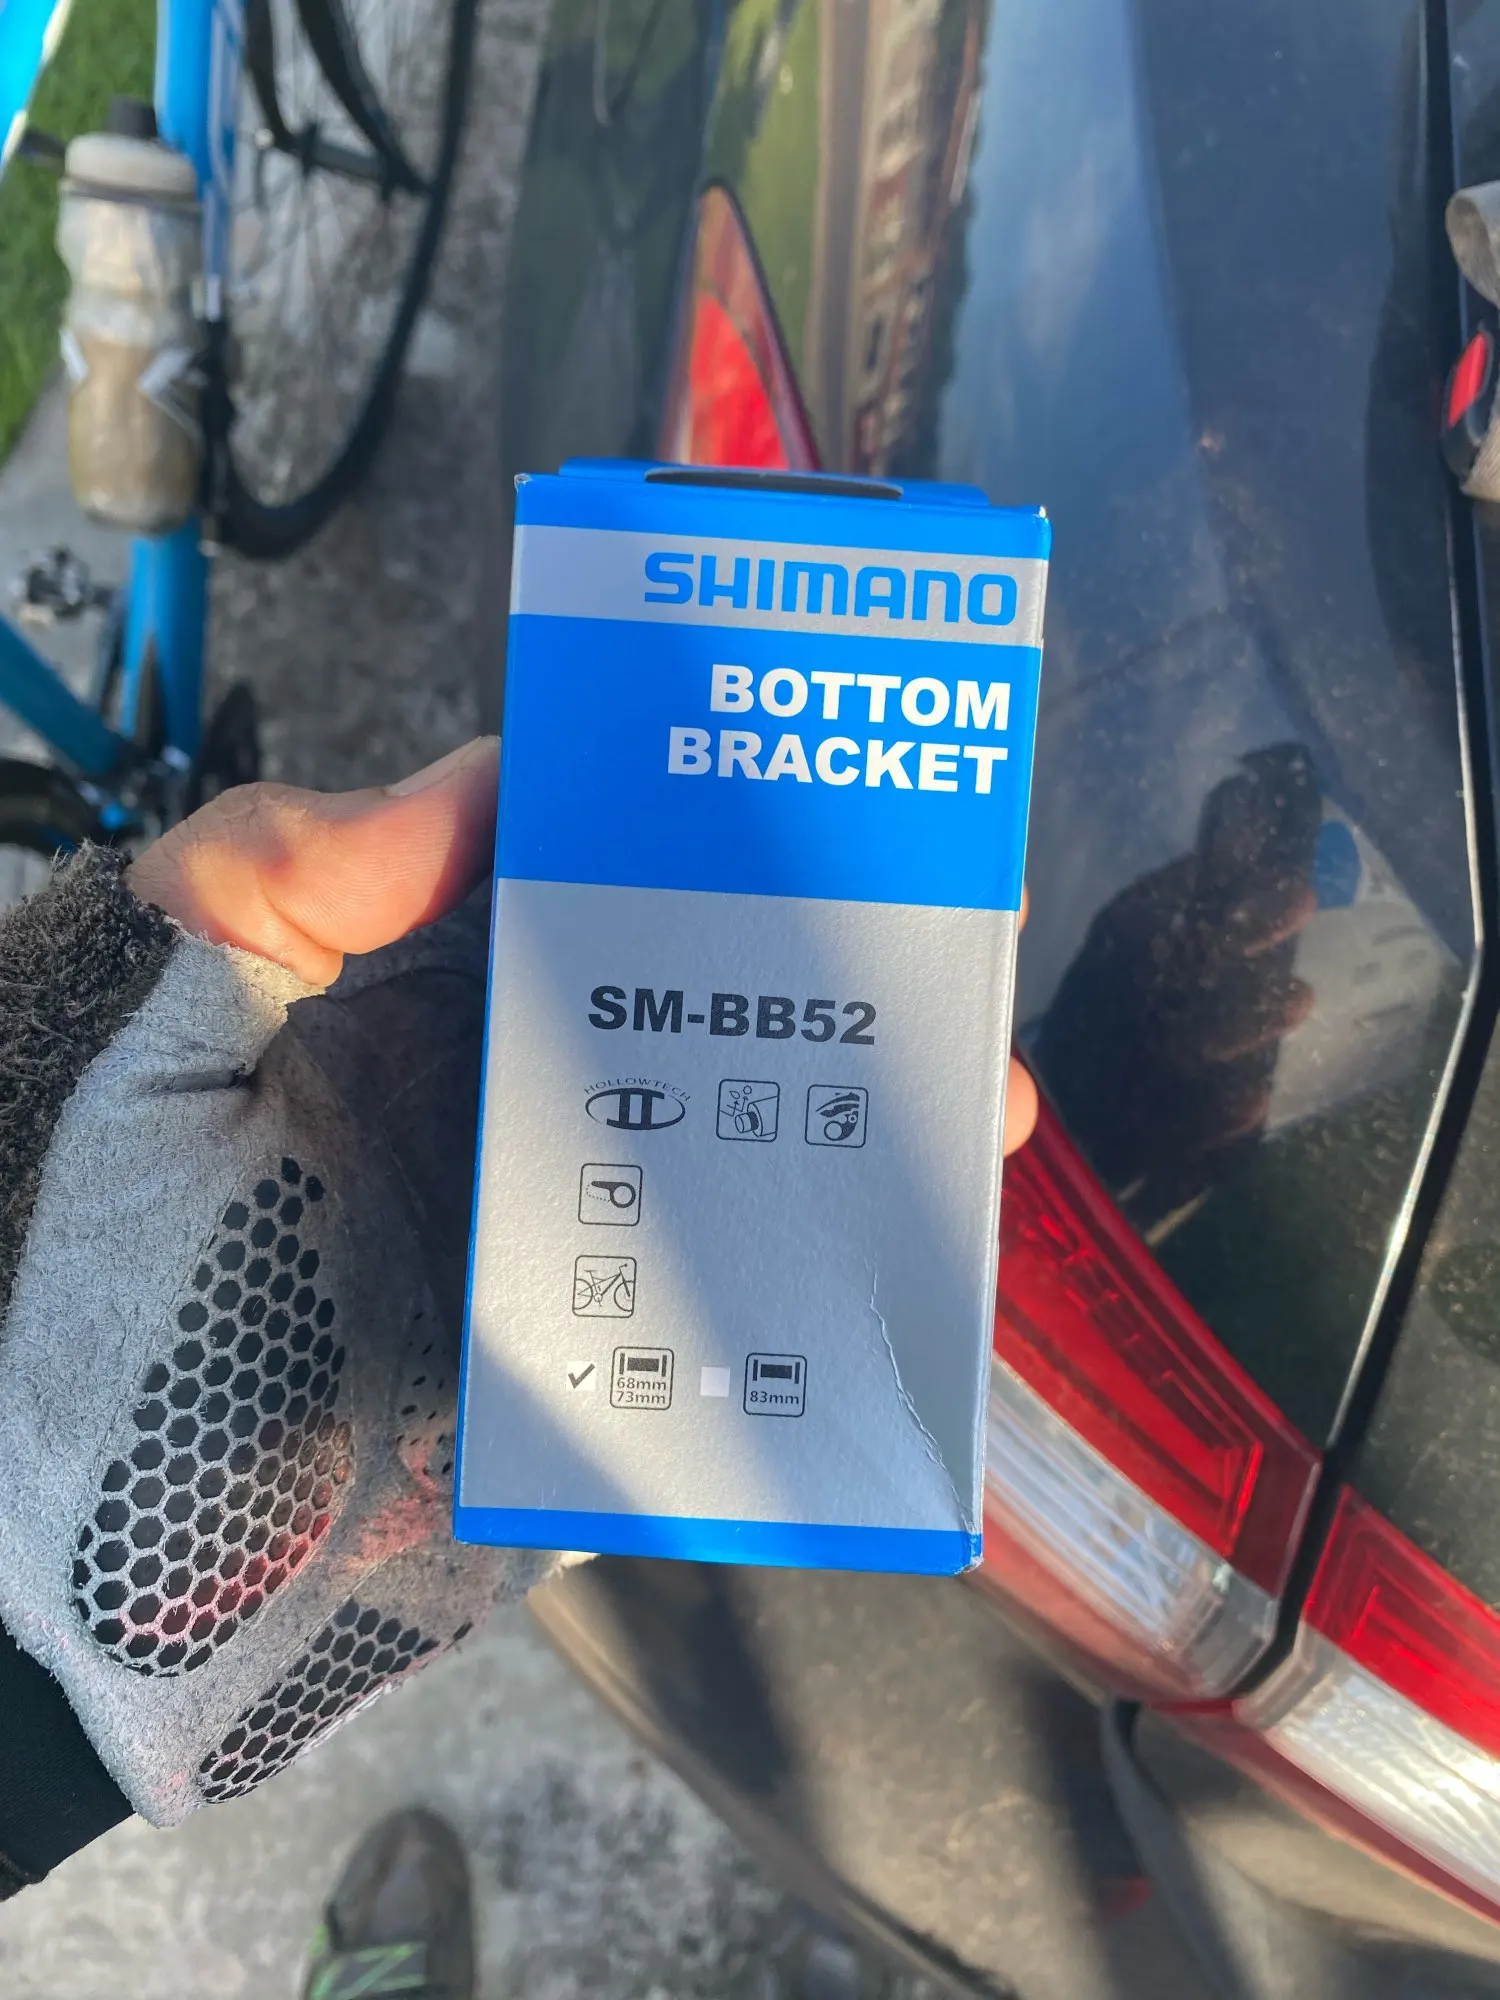 SHIMANO
BOTTOM
BRACKET
SM-BB52
HOLLOWTECH
II
68mm
73mm
83mm